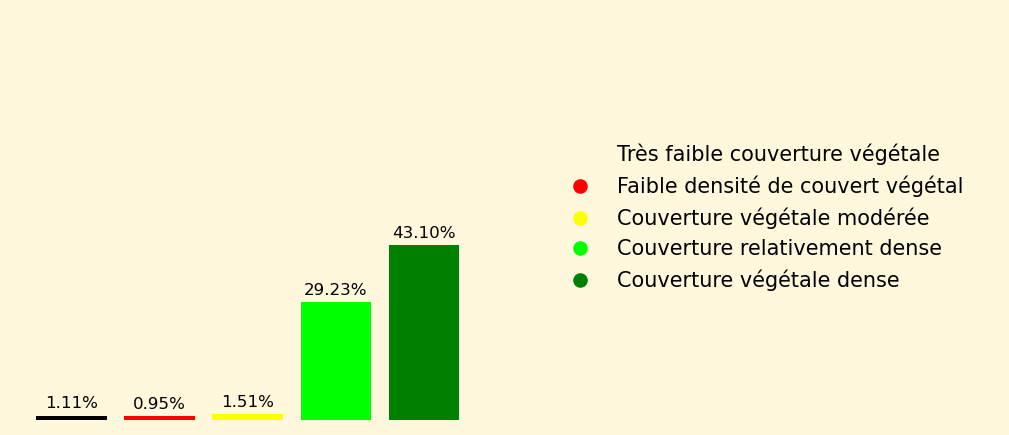 1.11%
0.95%
1.51%
29.23%
43.10%
Très faible couverture végétale
Faible densité de couvert végétal
Couverture végétale modérée
Couverture relativement dense
Couverture végétale dense